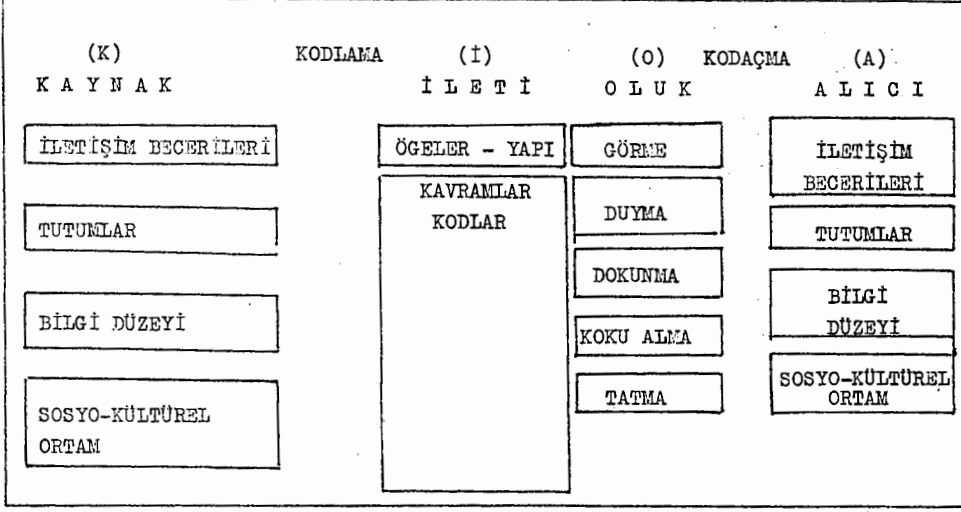 (K) KODLAMA (İ) (O) KODAÇMA (A)
KAYNAK İLETİ OLUK ALICI
İLETİŞİM BECERİLERİ
TUTUMLAR
BİLGİ DÜZEYİ
SOSYO-KÜLTÜREL
ORTAM
ÖGELER - YAPI
KAVRAMLAR
KODLAR
GÖRME
DUYMA
DOKUNMA
KOKU ALMA
TATMA
İLETİŞİM
BECERİLERİ
TUTUMLAR
BİLGİ
DÜZEYİ
SOSYO-KÜLTÜREL
ORTAM